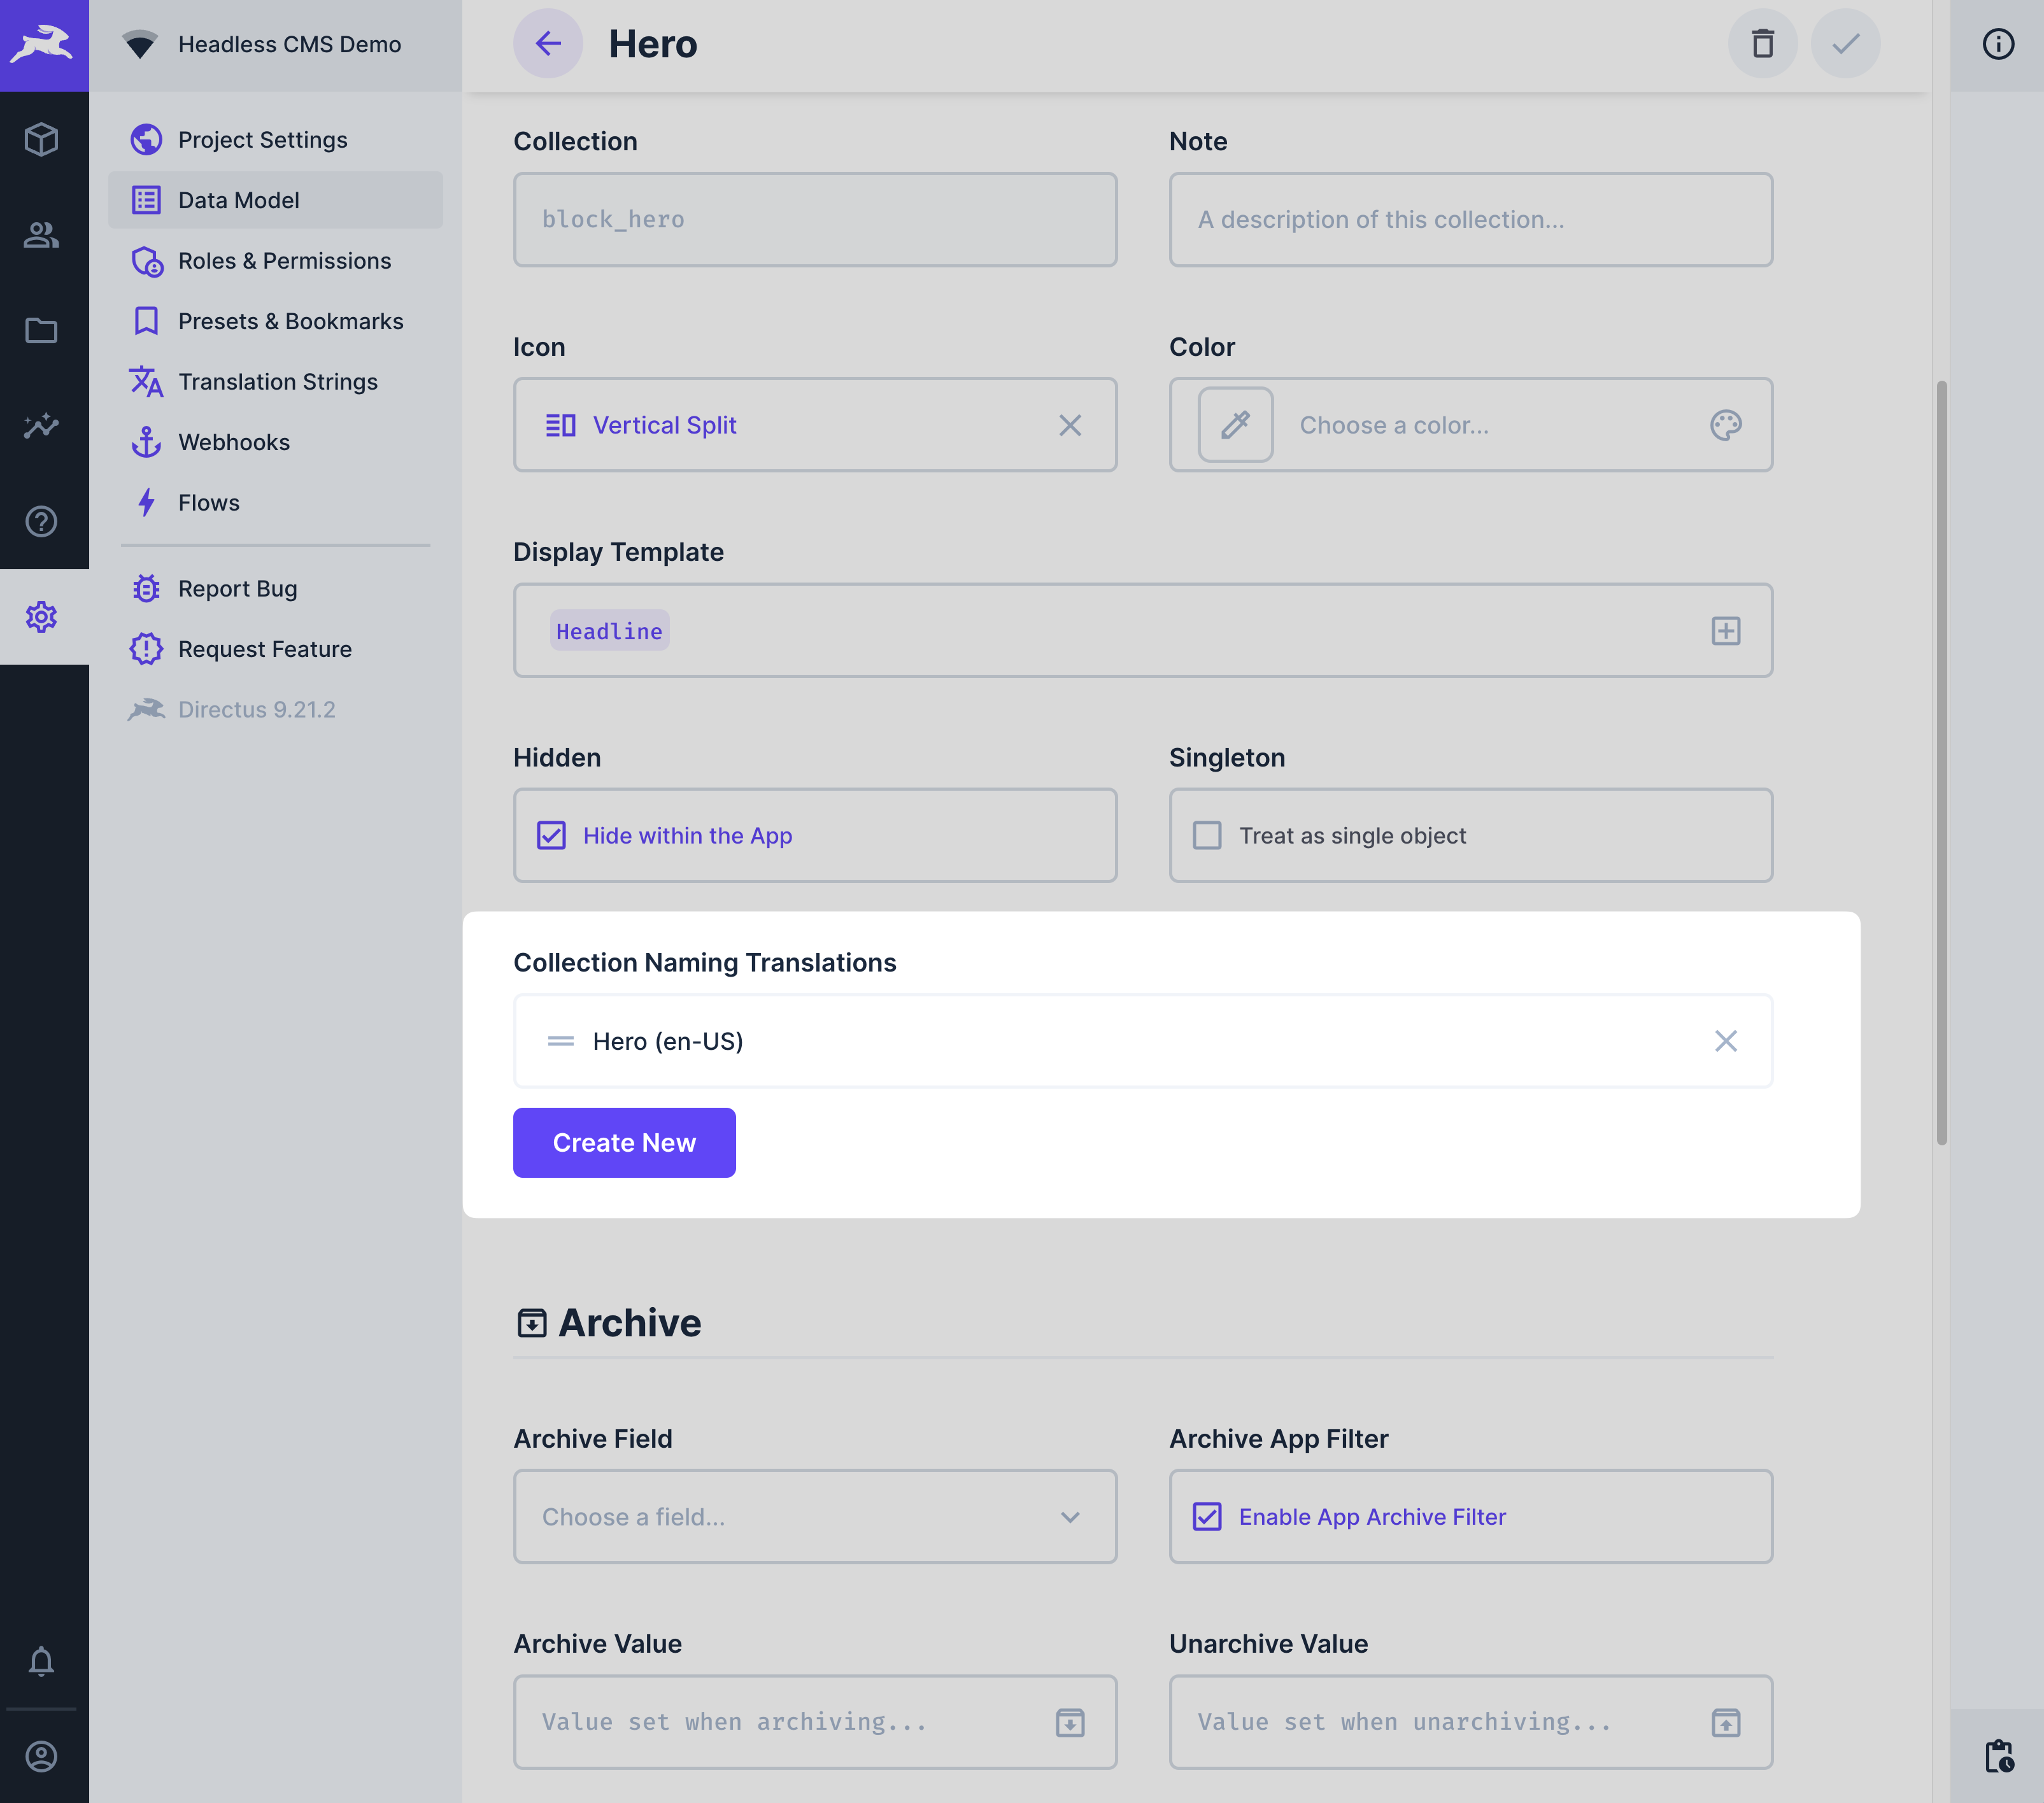 Headless CMS Demo
Project Settings
Data Model
Roles & Permissions
Presets & Bookmarks
Translation Strings
Webhooks
Flows
Report Bug
Request Feature
Directus 9.21.2
Hero
Collection
Note
block_hero
A description of this collection...
Icon
Color
Vertical Split
Choose a color...
Display Template
Headline
Hidden
Singleton
Hide within the App
Treat as single object
Collection Naming Translations
Hero (en-US)
Create New
Archive
Archive Field
Archive App Filter
Choose a field...
Enable App Archive Filter
Archive Value
Unarchive Value
Value set when archiving...
Value set when unarchiving...